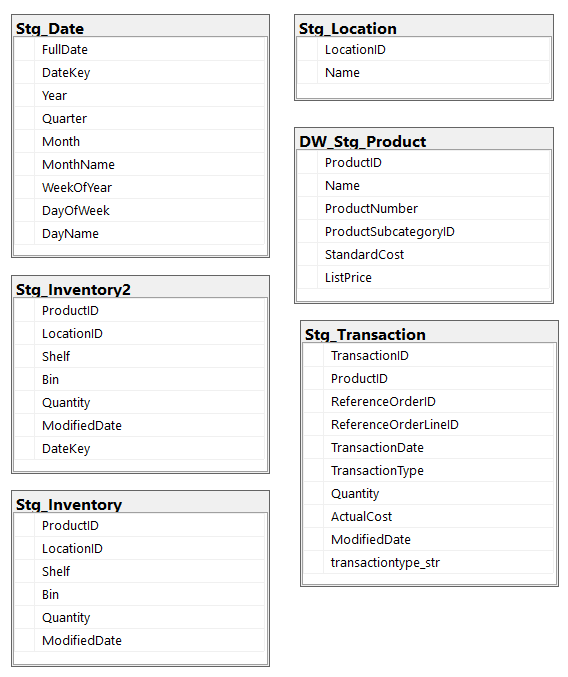 Stg_Date
FullDate
DateKey
Year
Quarter
Month
MonthName
WeekOfYear
DayOfWeek
DayName
Stg_Inventory2
ProductID
LocationID
Shelf
Bin
Quantity
ModifiedDate
DateKey
Stg_Inventory
ProductID
LocationID
Shelf
Bin
Quantity
ModifiedDate
Stg_Location
LocationID
Name
DW_Stg_Product
ProductID
Name
ProductNumber
ProductSubcategoryID
StandardCost
ListPrice
Stg_Transaction
TransactionID
ProductID
ReferenceOrderID
ReferenceOrderLineID
TransactionDate
TransactionType
Quantity
ActualCost
ModifiedDate
transactiontype_str